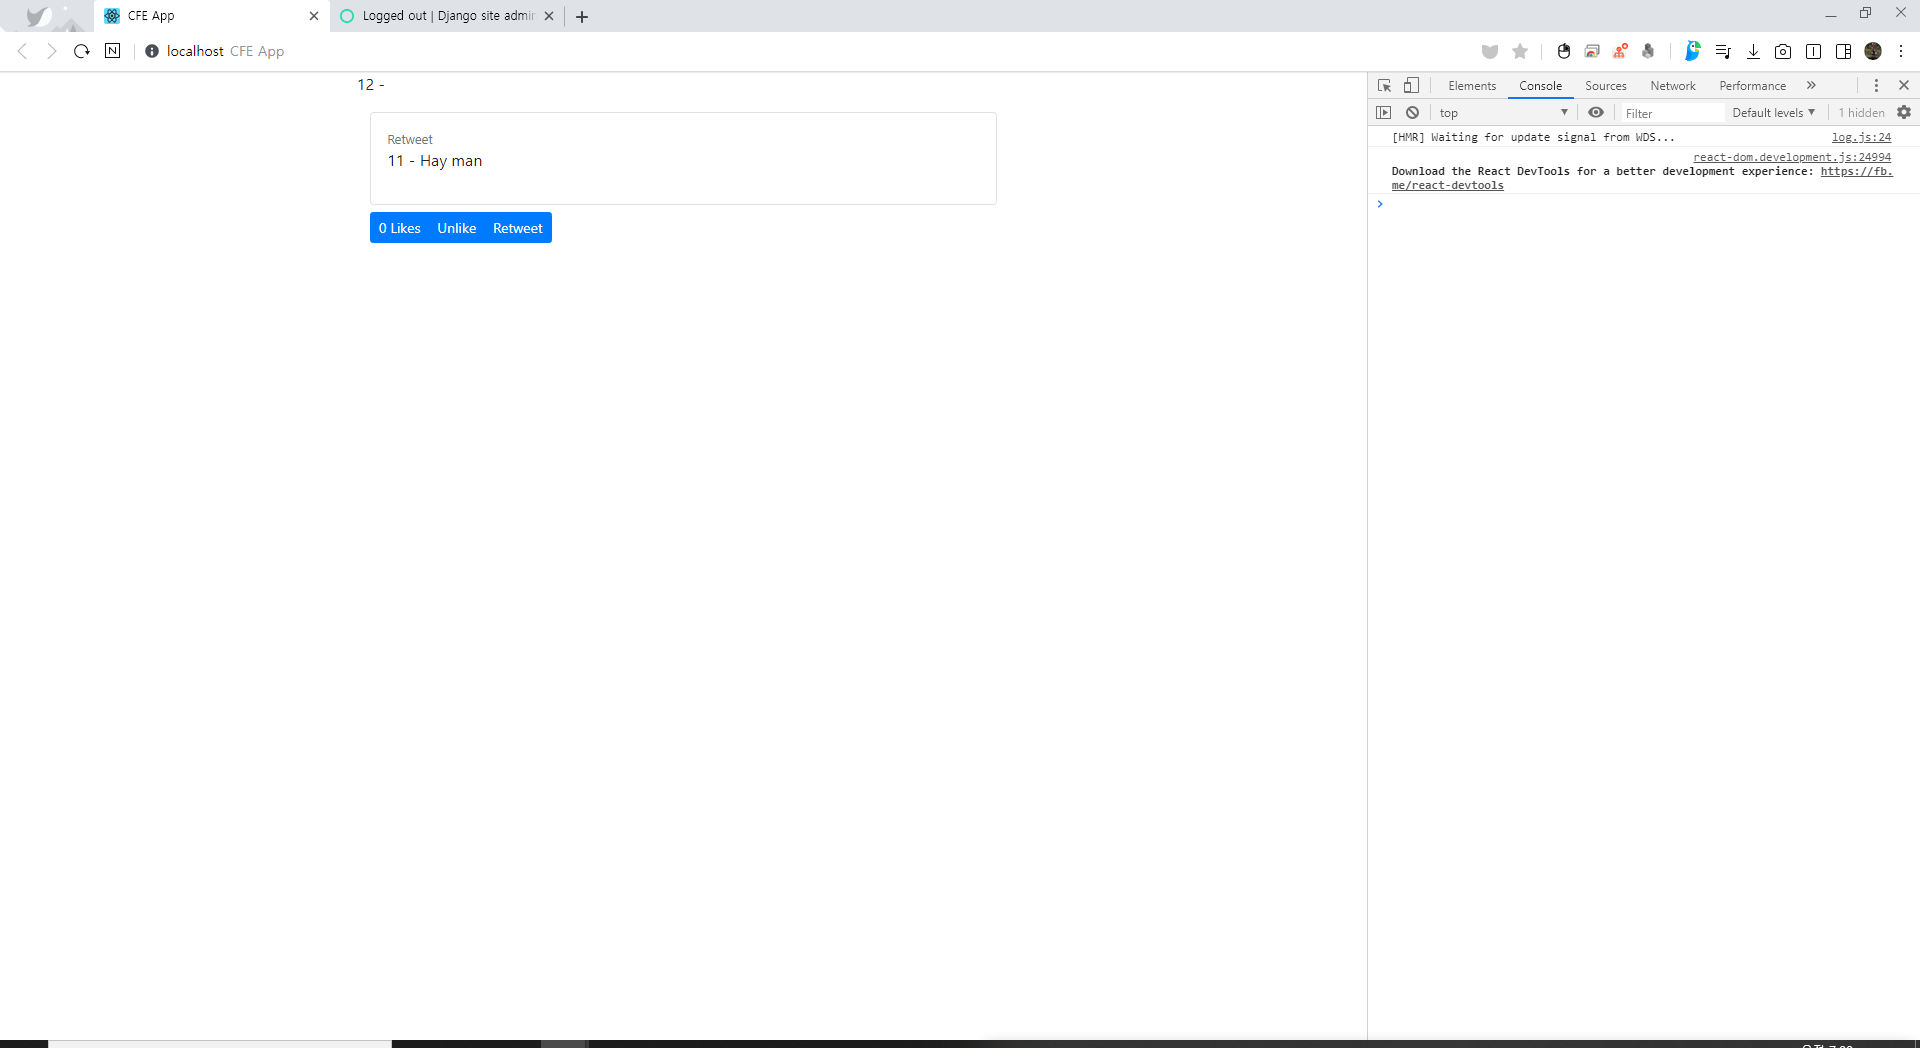 CFE App
Logged out | Django site admin
N
localhost CFE App
12 -
Retweet
11 - Hay man
0 Likes Unlike Retweet
Elements Console Sources Network Performance
top Filter Default levels 1 hidden
[HMR] Waiting for update signal from WDS... log.js:24
react-dom.development.js:24994
Download the React DevTools for a better development experience: https://fb.
me/react-devtools